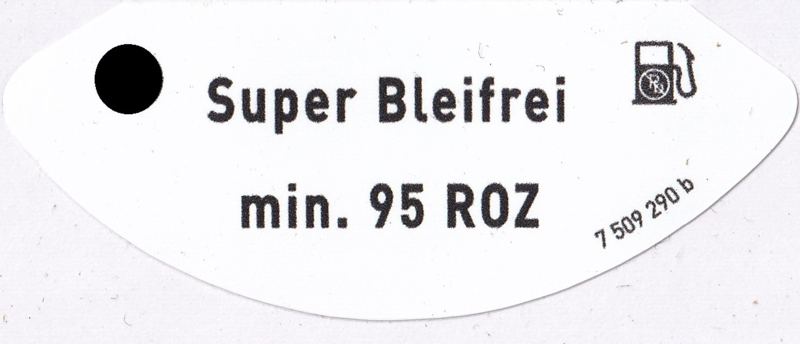 Super Bleifrei
min. 95 ROZ
7 509 290 b